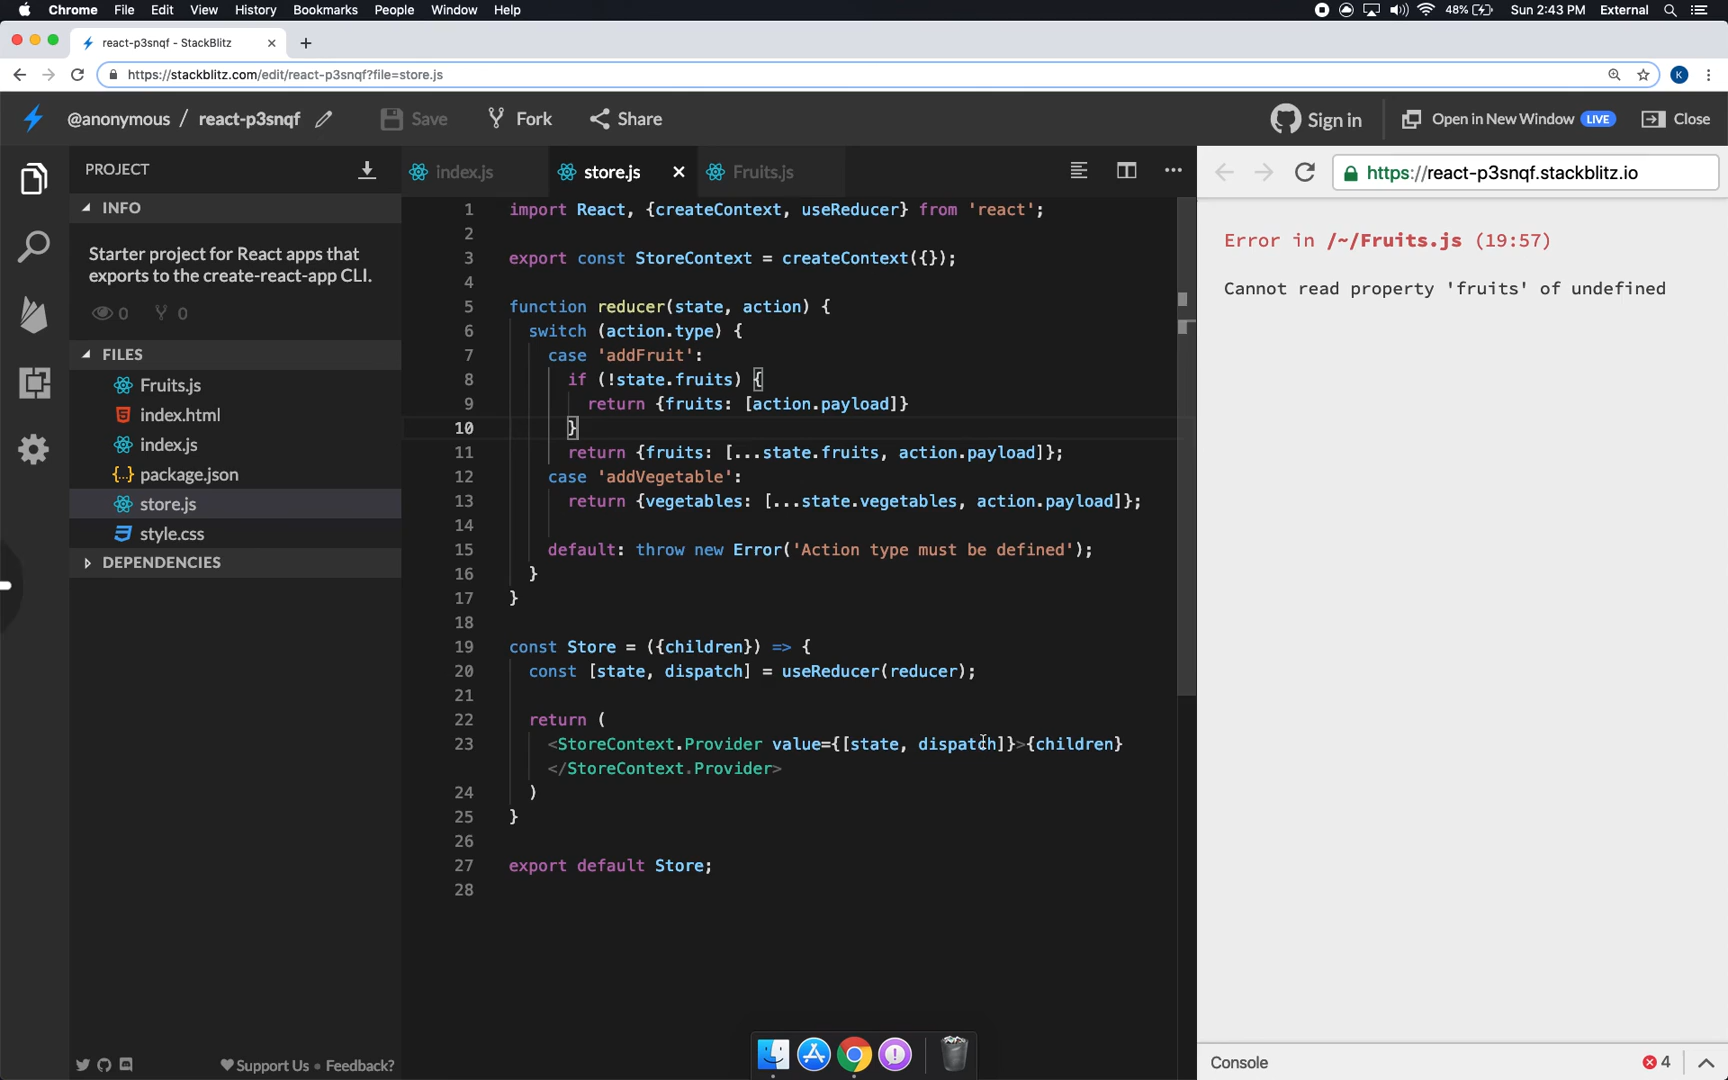 Chrome File Edit View History Bookmarks People Window Help 48% Sun 2:43 PM External
react-p3snqf - StackBlitz
https://stackblitz.com/edit/react-p3snqf?file=store.js K
@anonymous / react-p3snqf Save Fork Share Sign in Open in New Window LIVE Close
PROJECT
INFO
Starter project for React apps that
exports to the create-react-app CLI.
0 0
FILES
Fruits.js
index.html
index.js
package.json
store.js
style.css
DEPENDENCIES
Support Us • Feedback?
index.js store.js Fruits.js
1 import React, {createContext, useReducer} from 'react';
2
3 export const StoreContext = createContext({});
4
5 function reducer(state, action) {
6 switch (action.type) {
7 case 'addFruit':
8 if (!state.fruits) {
9 return {fruits: [action.payload]}
10 }
11 return {fruits: [...state.fruits, action.payload]};
12 case 'addVegetable':
13 return {vegetables: [...state.vegetables, action.payload]};
14
15 default: throw new Error('Action type must be defined');
16 }
17 }
18
19 const Store = ({children}) => {
20 const [state, dispatch] = useReducer(reducer);
21
22 return (
23 <StoreContext.Provider value={[state, dispatch]}>{children}
</StoreContext.Provider>
24 )
25 }
26
27 export default Store;
28
https://react-p3snqf.stackblitz.io
Error in /~/Fruits.js (19:57)
Cannot read property 'fruits' of undefined
Console 4